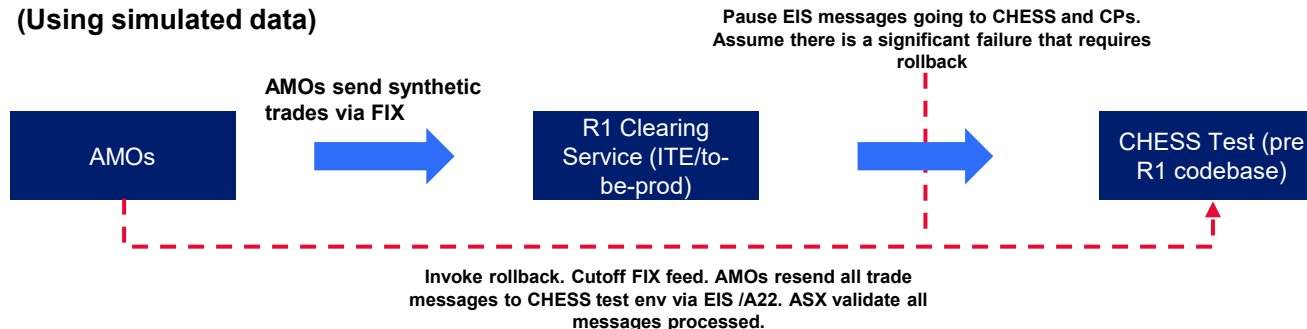 (Using simulated data)
Pause EIS messages going to CHESS and CPs.
Assume there is a significant failure that requires
rollback
AMOs send synthetic
trades via FIX
AMOs
R1 Clearing
Service (ITE/to-
be-prod)
CHESS Test (pre
R1 codebase)
Invoke rollback. Cutoff FIX feed. AMOs resend all trade
messages to CHESS test env via EIS /A22. ASX validate all
messages processed.